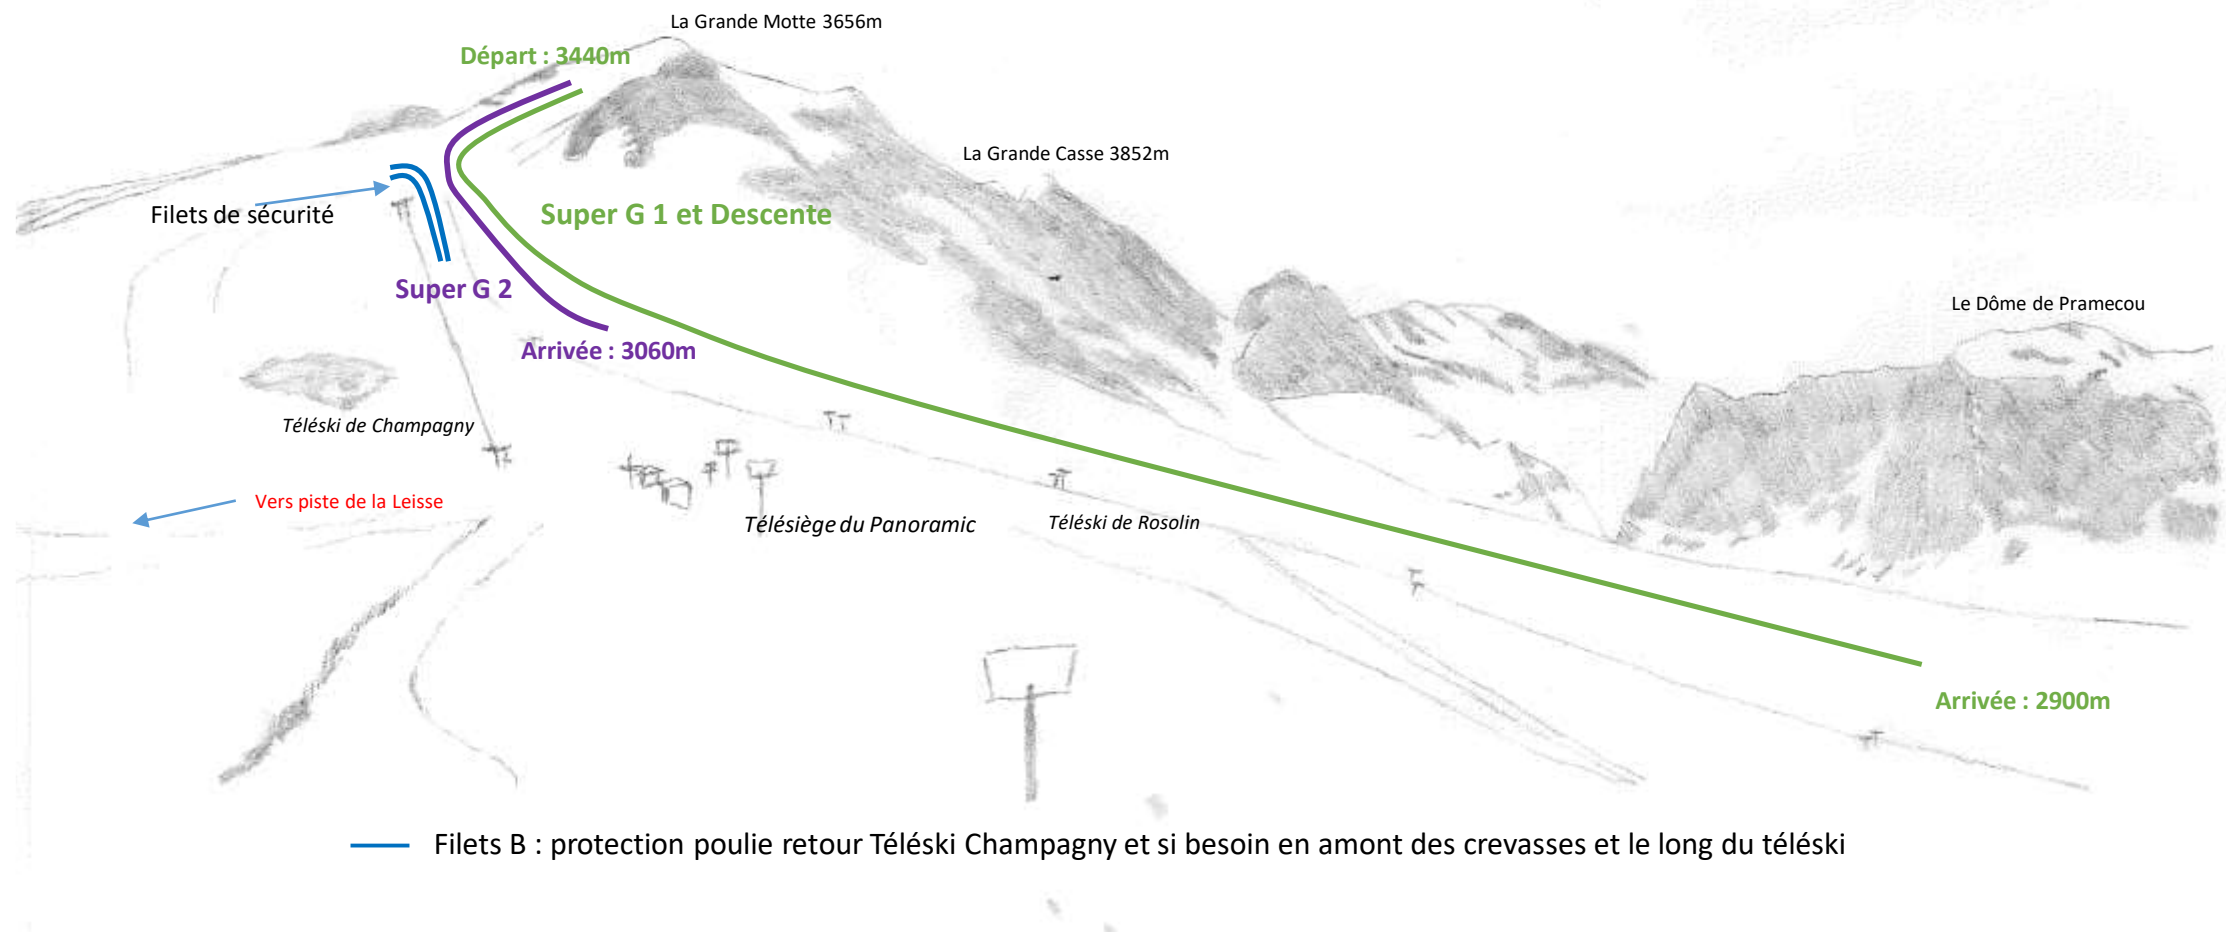 La Grande Motte 3656m
Départ : 3440m
La Grande Casse 3852m
Filets de sécurité
Super G 1 et Descente
Super G 2
Le Dôme de Pramecou
Arrivée : 3060m
Téléski de Champagny
Vers piste de la Leisse
Télésiège du Panoramic
Téléski de Rosolin
Arrivée : 2900m
Filets B : protection poulie retour Téléski Champagny et si besoin en amont des crevasses et le long du téléski